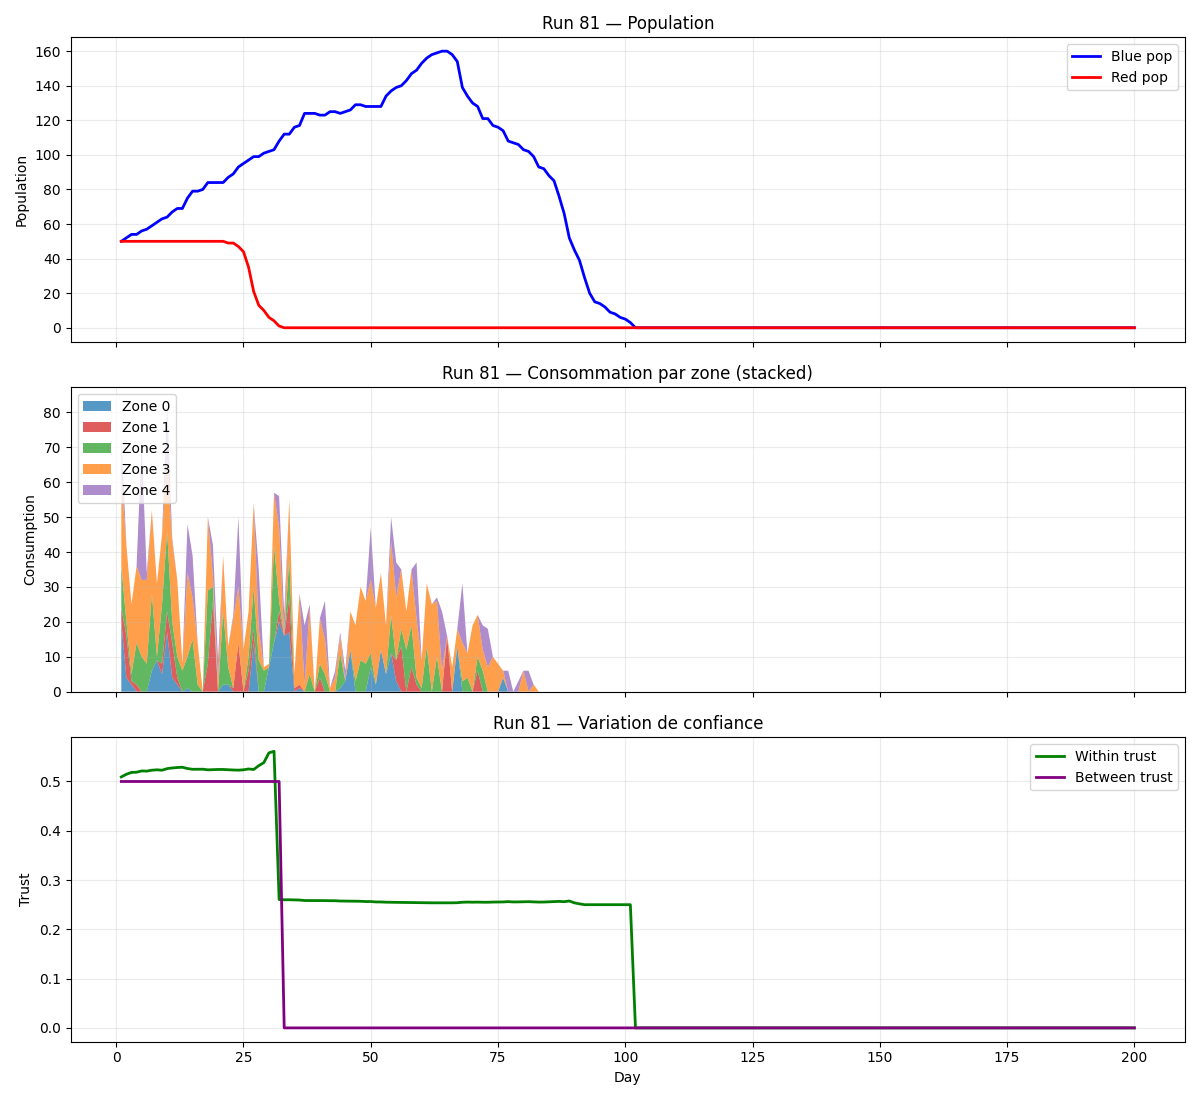 Run 81 — Population
Population
160
140
120
100
80
60
40
20
0
Blue pop
Red pop
Run 81 — Consommation par zone (stacked)
Consumption
80
70
60
50
40
30
20
10
0
Zone 0
Zone 1
Zone 2
Zone 3
Zone 4
Run 81 — Variation de confiance
Trust
0.5
0.4
0.3
0.2
0.1
0.0
Within trust
Between trust
0 25 50 75 100 125 150 175 200
Day